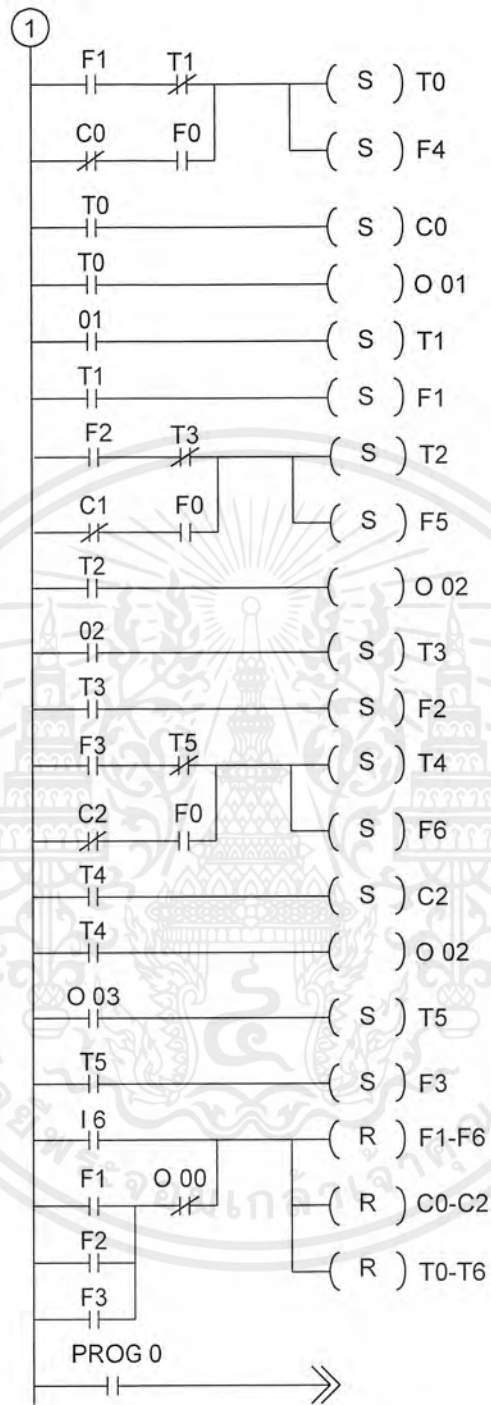 1
F1 T1 ( S ) T0
C0 F0 ( S ) F4
T0 ( S ) C0
T0 ( ) O 01
01 ( S ) T1
T1 ( S ) F1
F2 T3 ( S ) T2
C1 F0 ( S ) F5
T2 ( ) O 02
02 ( S ) T3
T3 ( S ) F2
F3 T5 ( S ) T4
C2 F0 ( S ) F6
T4 ( S ) C2
T4 ( ) O 02
O 03 ( S ) T5
T5 ( S ) F3
I 6 ( R ) F1-F6
F1 O 00 ( R ) C0-C2
F2 ( R ) T0-T6
F3
PROG 0